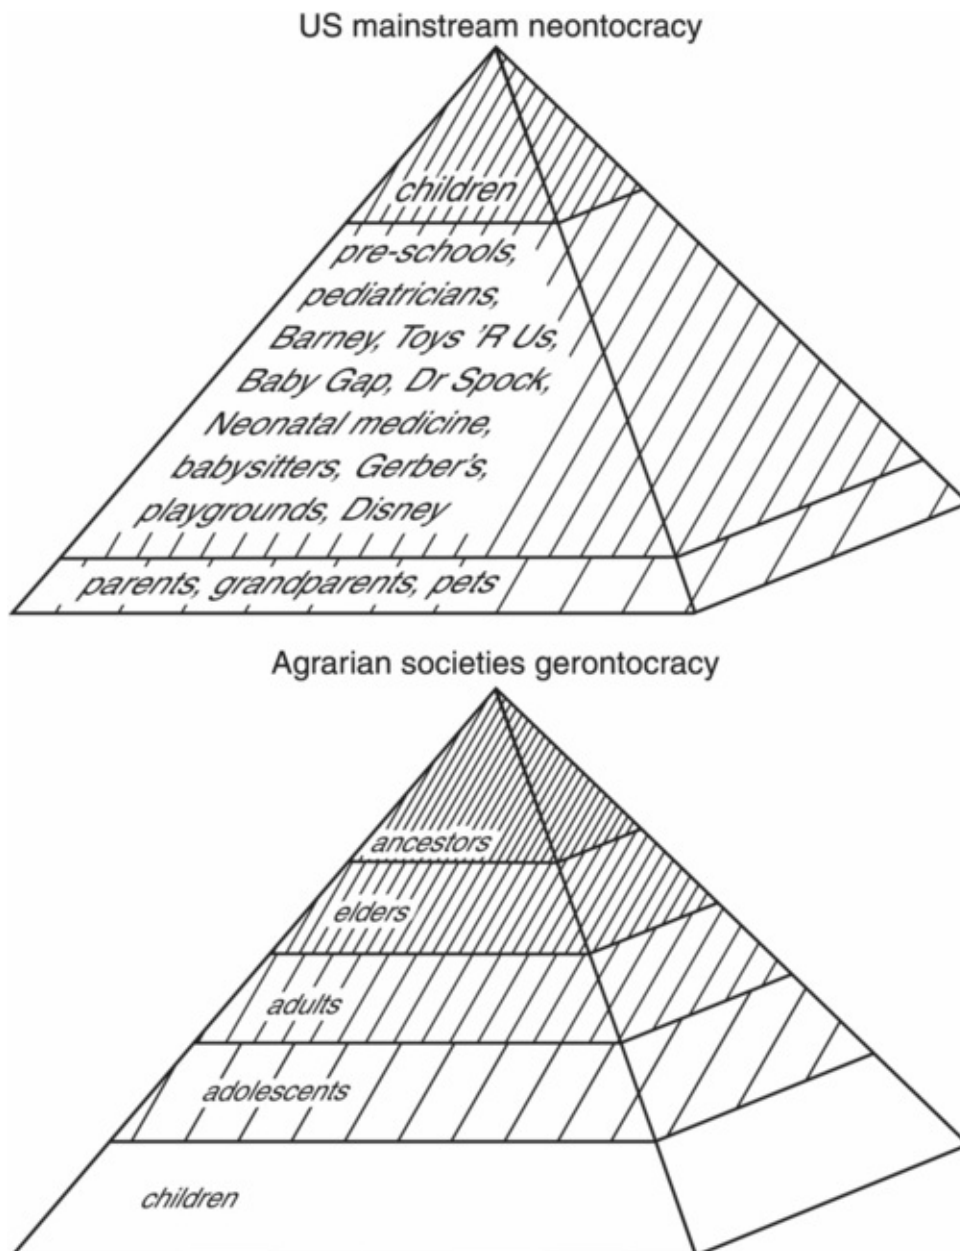 US mainstream neontocracy
children
pre-schools,
pediatricians,
Barney, Toys 'R Us,
Baby Gap, Dr Spock,
Neonatal medicine,
babysitters, Gerber's,
playgrounds, Disney
parents, grandparents, pets
Agrarian societies gerontocracy
ancestors
elders
adults
adolescents
children